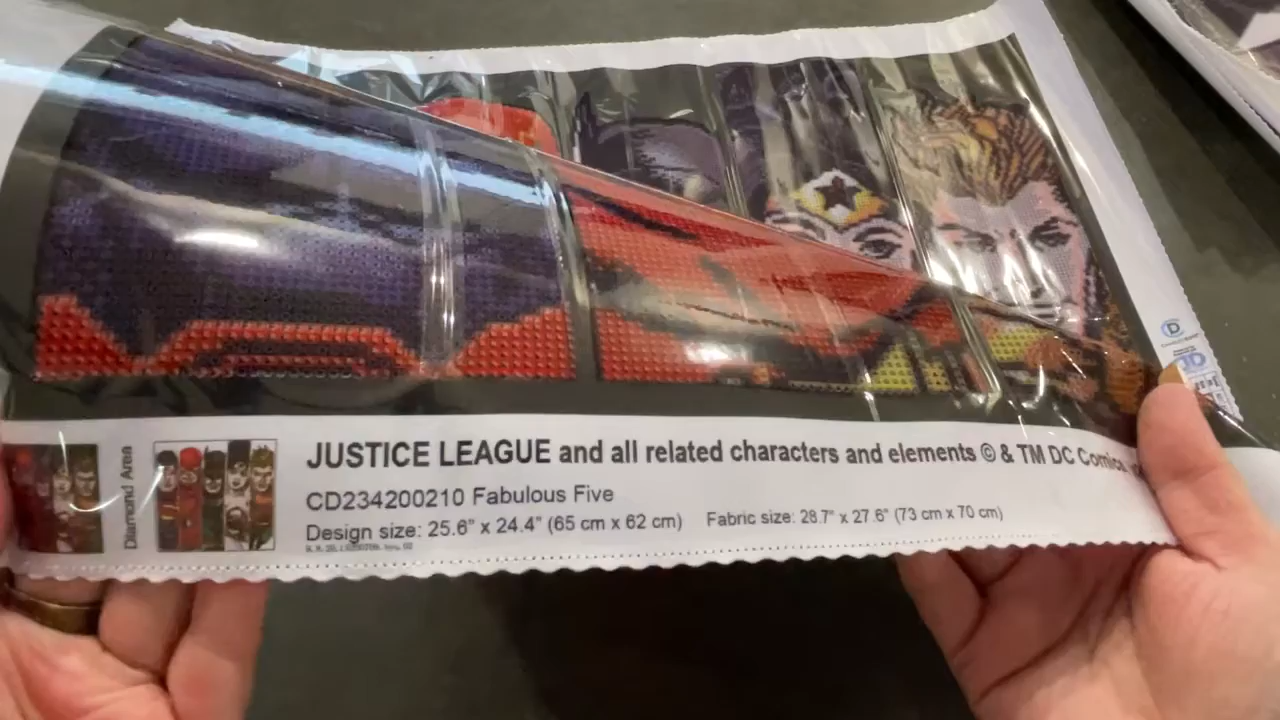 JUSTICE LEAGUE and all related characters and elements © & TM DC Comics
CD234200210 Fabulous Five
Design size: 25.6” x 24.4” (65 cm x 62 cm) Fabric size: 28.7” x 27.6” (73 cm x 70 cm)
Diamond Area